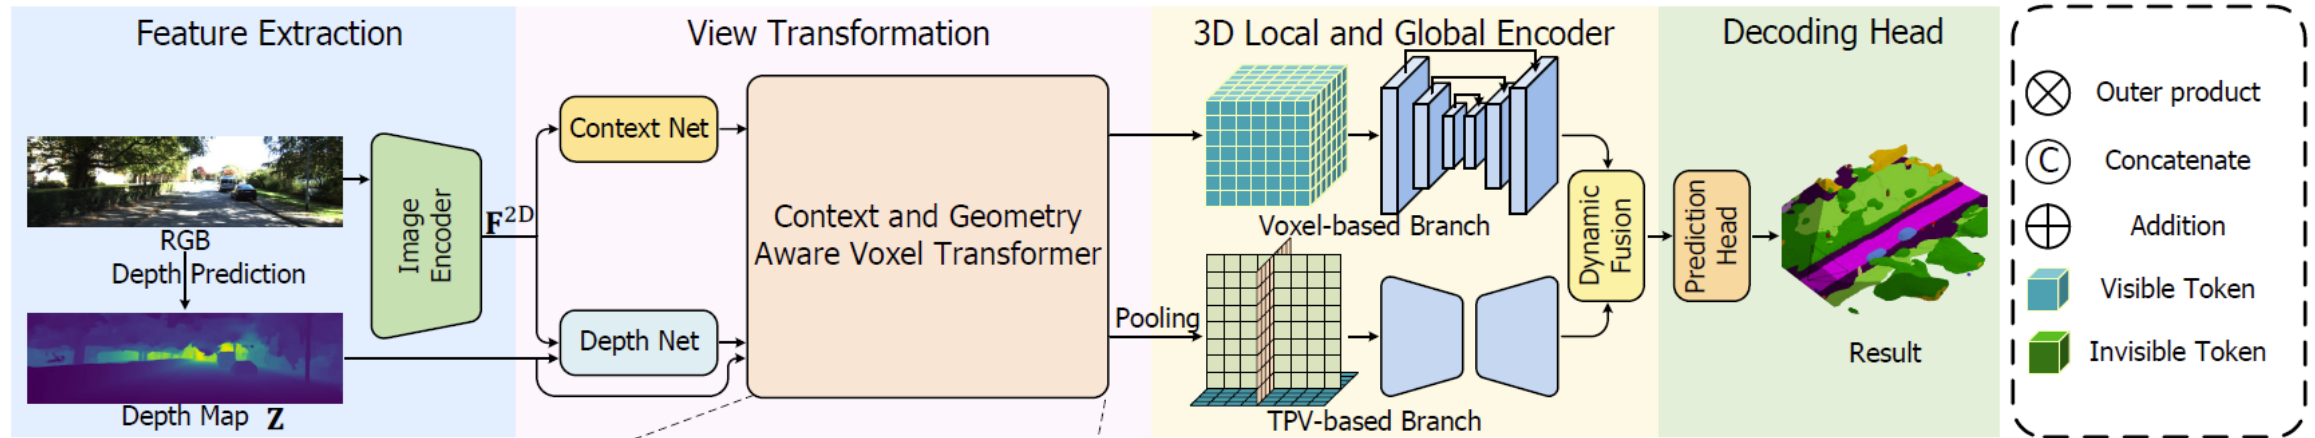 Feature Extraction
View Transformation
3D Local and Global Encoder
Decoding Head
RGB
Depth Prediction
Depth Map Z
Image
Encoder
F^2D
Context Net
Depth Net
Context and Geometry
Aware Voxel Transformer
Pooling
Voxel-based Branch
TPV-based Branch
Dynamic
Fusion
Prediction
Head
Result
Outer product
C Concatenate
Addition
Visible Token
Invisible Token